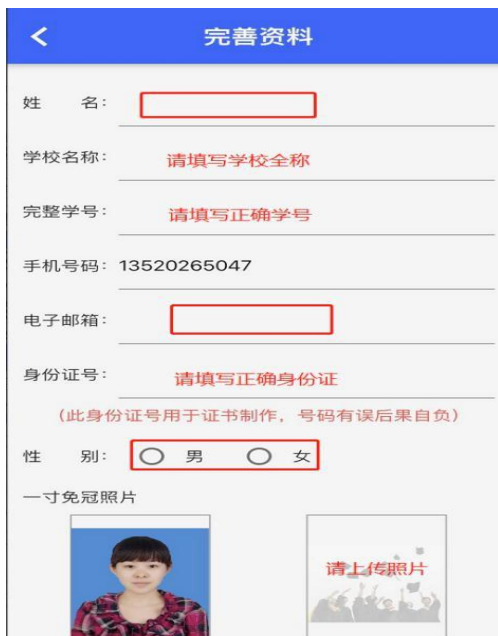 完善资料
姓 名:
学校名称: 请填写学校全称
完整学号: 请填写正确学号
手机号码: 13520265047
电子邮箱:
身份证号: 请填写正确身份证
(此身份证号用于证书制作, 号码有误后果自负)
性 别: 男 女
一寸免冠照片
请上传照片